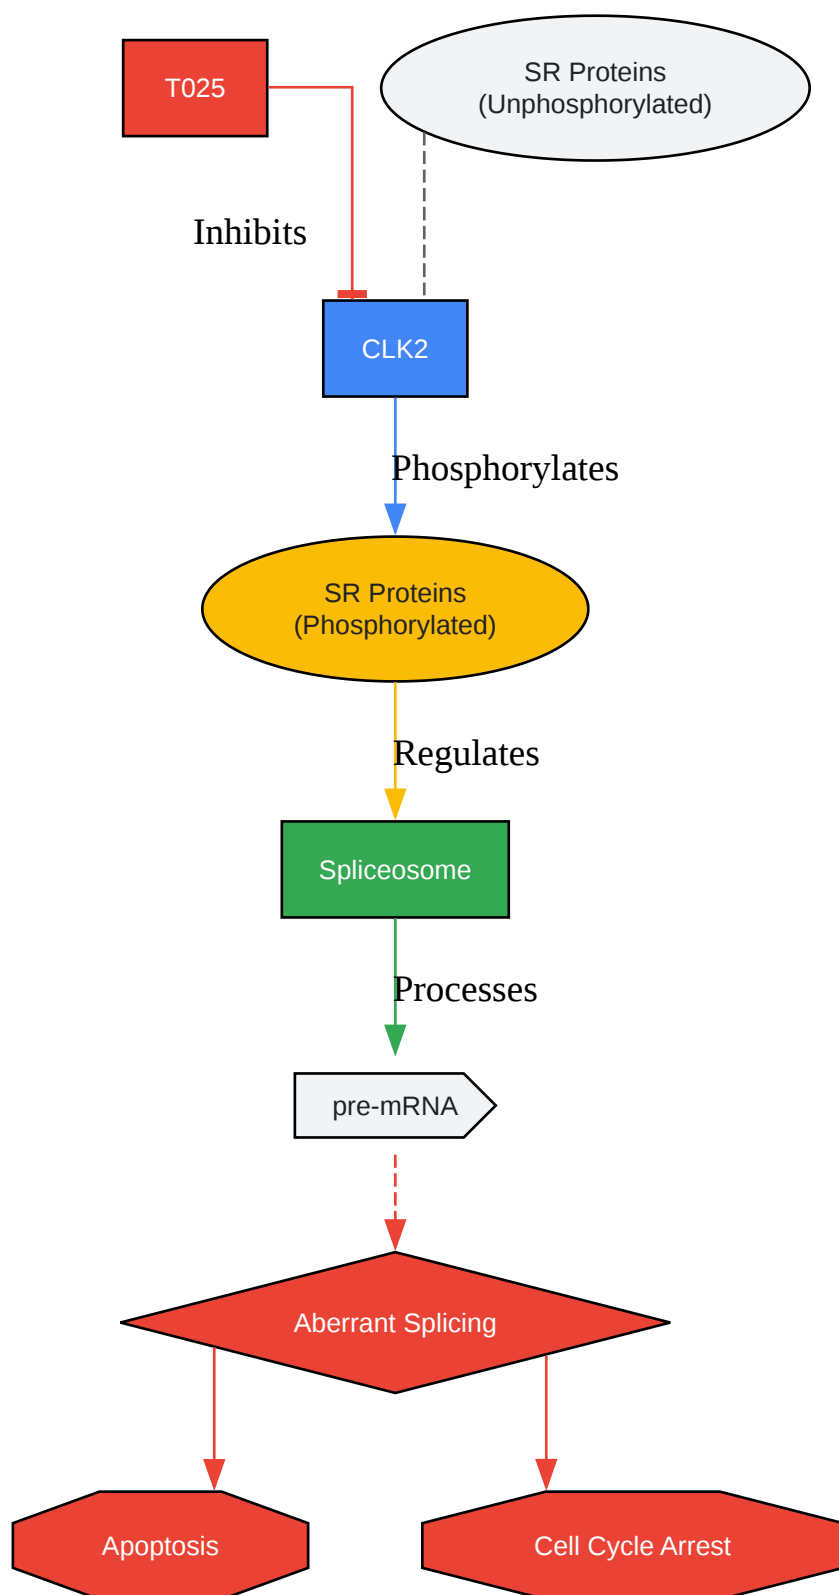 T025
SR Proteins
(Unphosphorylated)
Inhibits
CLK2
Phosphorylates
SR Proteins
(Phosphorylated)
Regulates
Spliceosome
Processes
pre-mRNA
Aberrant Splicing
Apoptosis
Cell Cycle Arrest